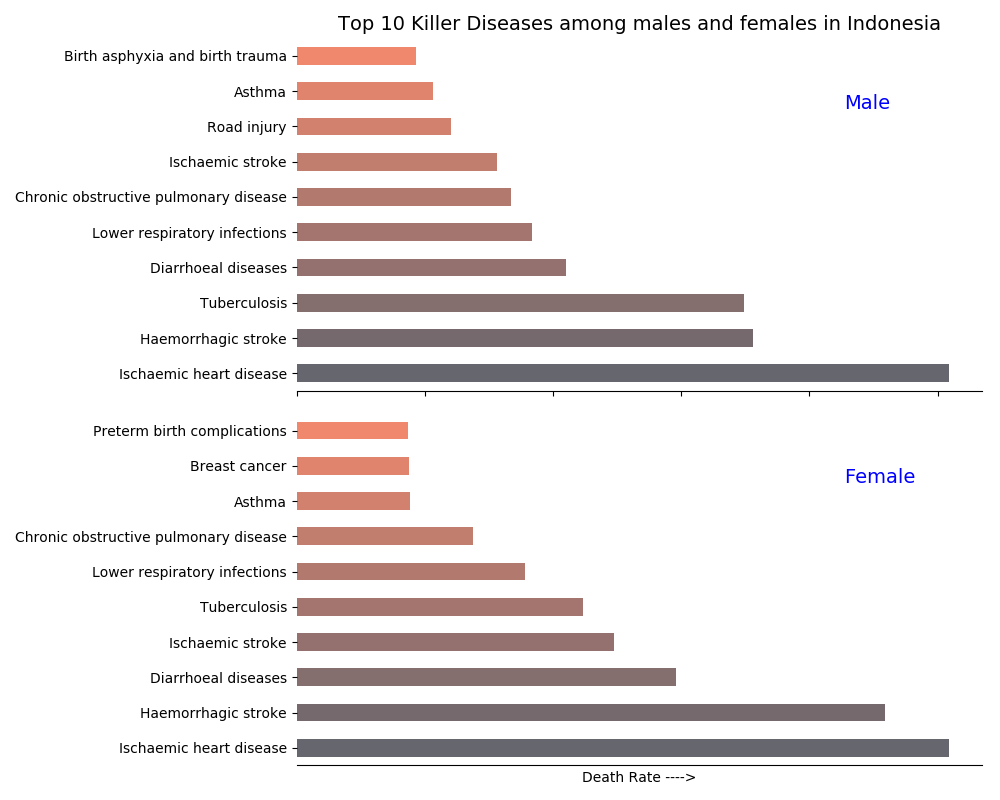 Top 10 Killer Diseases among males and females in Indonesia
Birth asphyxia and birth trauma
Asthma
Male
Road injury
Ischaemic stroke
Chronic obstructive pulmonary disease
Lower respiratory infections
Diarrhoeal diseases
Tuberculosis
Haemorrhagic stroke
Ischaemic heart disease
Preterm birth complications
Breast cancer
Female
Asthma
Chronic obstructive pulmonary disease
Lower respiratory infections
Tuberculosis
Ischaemic stroke
Diarrhoeal diseases
Haemorrhagic stroke
Ischaemic heart disease
Death Rate ---->